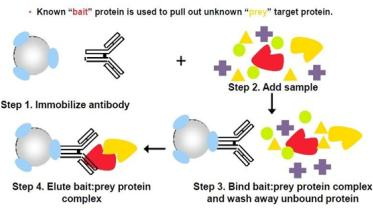 • Known "bait" protein is used to pull out unknown "prey" target protein.
+
Step 1. Immobilize antibody
Step 2. Add sample
Step 4. Elute bait:prey protein
complex
Step 3. Bind bait:prey protein complex
and wash away unbound protein